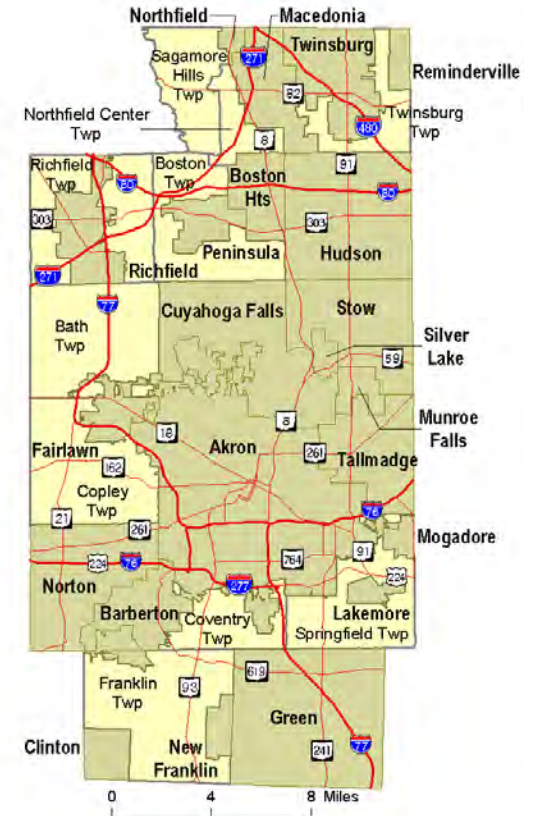 Northfield
Macedonia
Sagamore
Hills
Twp
271
Twinsburg
Reminderville
82
Northfield Center
Twp
Twinsburg
Twp
480
8
Richfield
Twp
Boston
Twp
91
80
Boston
Hts
80
303
303
Peninsula
Hudson
271
Richfield
77
Cuyahoga Falls
Stow
Bath
Twp
Silver
Lake
59
8
Munroe
Falls
18
Akron
261
Fairlawn
Tallmadge
162
Copley
Twp
76
21
261
Mogadore
91
224
76
764
277
224
Norton
Barberton
Coventry
Twp
Lakemore
Springfield Twp
619
Franklin
Twp
93
Green
Clinton
New
Franklin
241
77
0 4 8 Miles